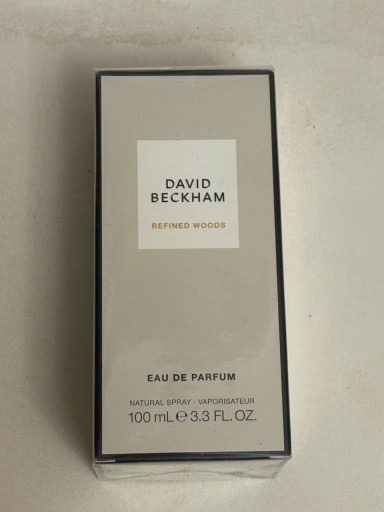 DAVID
BECKHAM
REFINED WOODS
EAU DE PARFUM
NATURAL SPRAY · VAPORISATEUR
100 mL ℮ 3.3 FL. OZ.